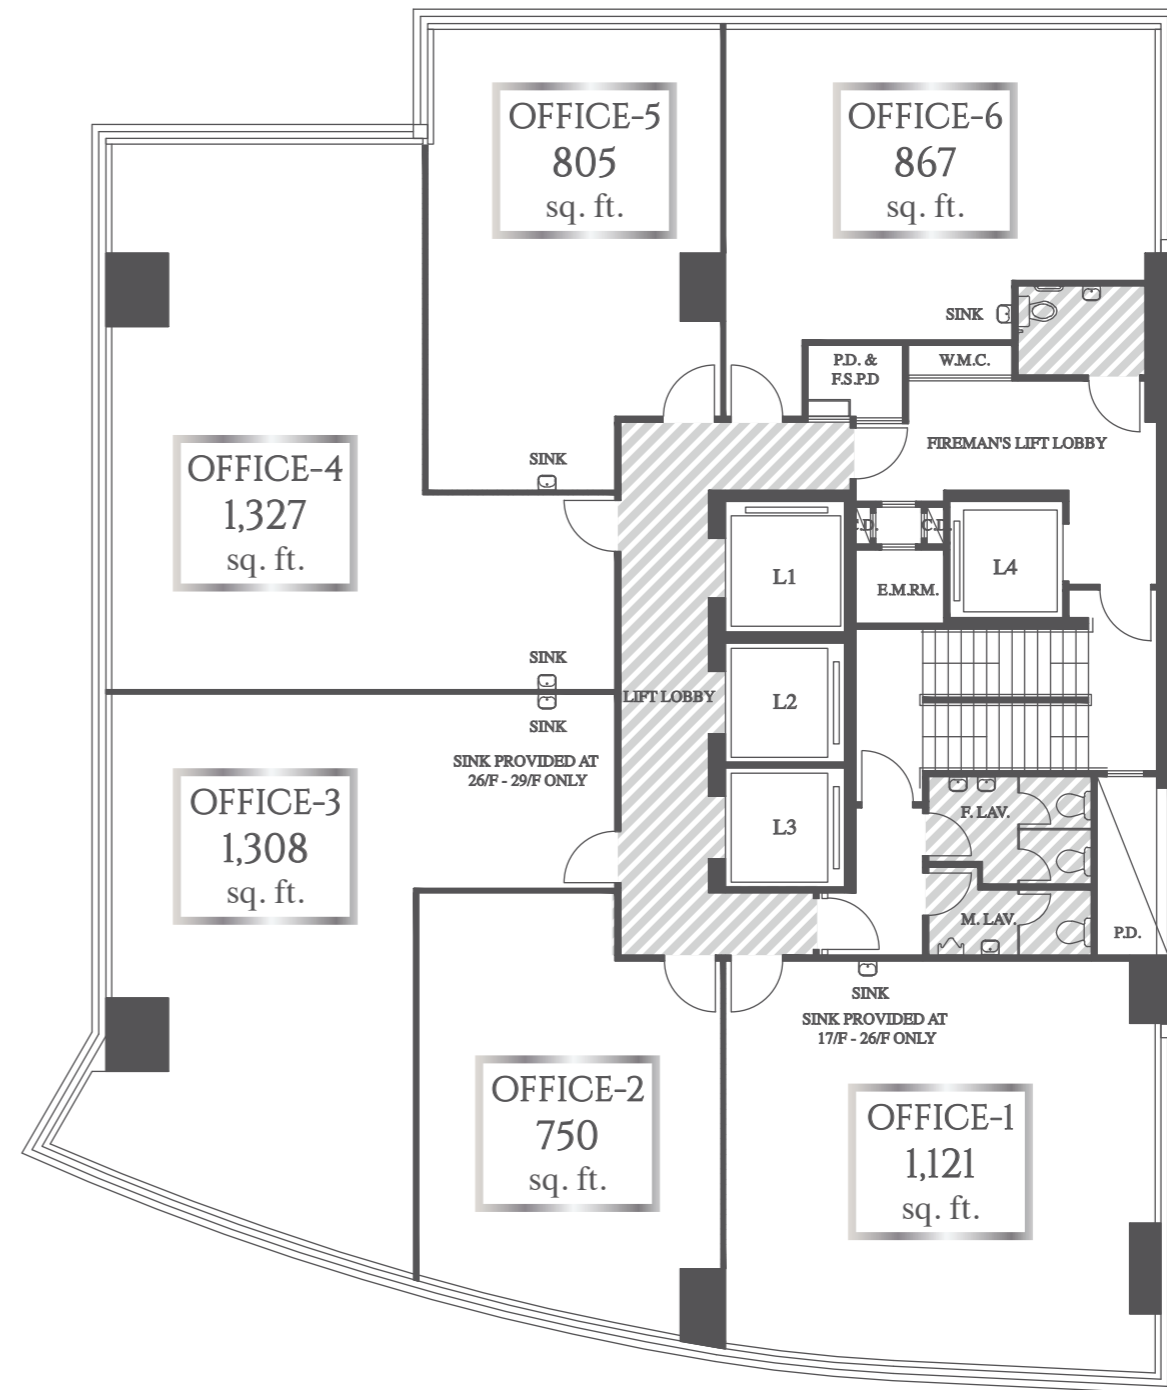 OFFICE-5
805
sq. ft.
OFFICE-6
867
sq. ft.
SINK
P.D. &
F.S.P.D
W.M.C.
FIREMAN'S LIFT LOBBY
OFFICE-4
1,327
sq. ft.
SINK
C.D.
C.D.
L1
L4
E.M.RM.
SINK
LIFT LOBBY
L2
SINK
SINK PROVIDED AT
26/F - 29/F ONLY
OFFICE-3
1,308
sq. ft.
L3
F. LAV.
M. LAV.
P.D.
SINK
SINK PROVIDED AT
17/F - 26/F ONLY
OFFICE-2
750
sq. ft.
OFFICE-1
1,121
sq. ft.